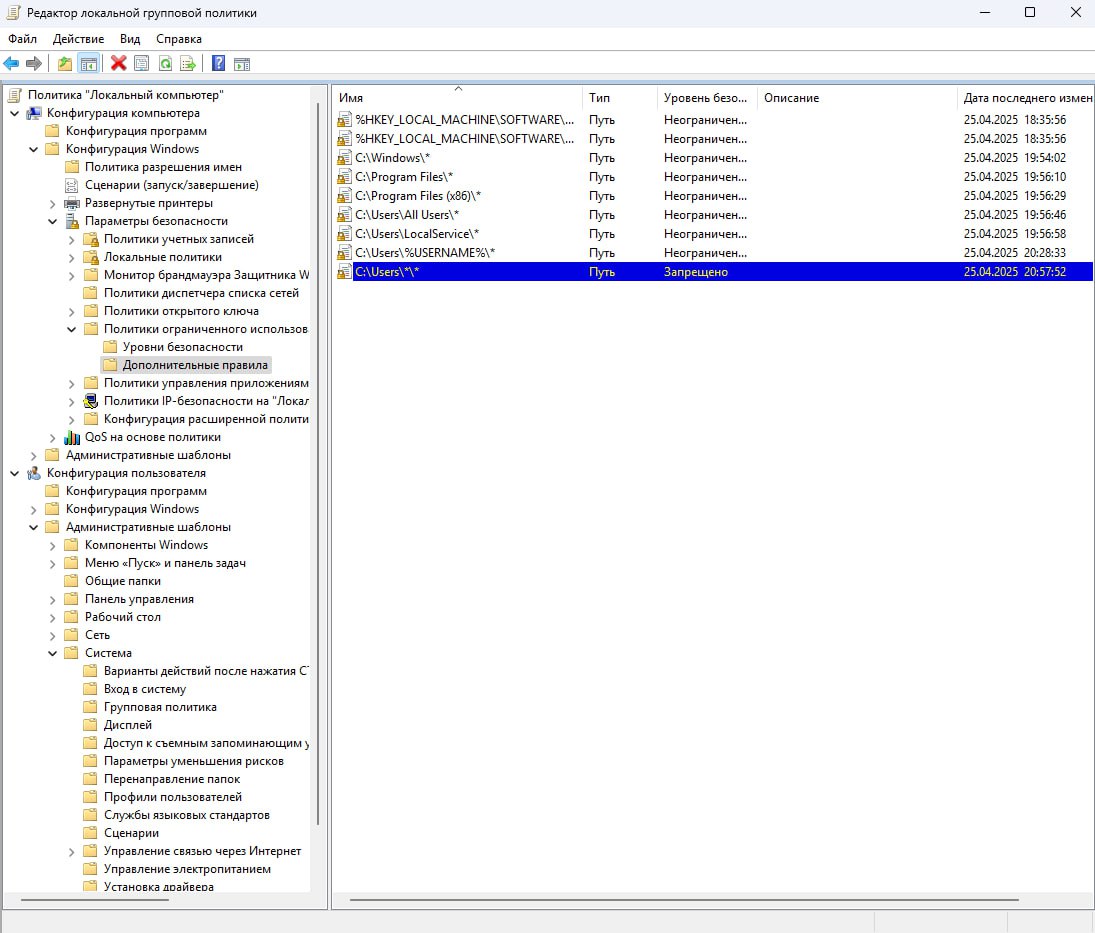 Редактор локальной групповой политики
Файл Действие Вид Справка
Политика "Локальный компьютер"
Конфигурация компьютера
Конфигурация программ
Конфигурация Windows
Политика разрешения имен
Сценарии (запуск/завершение)
Развернутые принтеры
Параметры безопасности
Политики учетных записей
Локальные политики
Монитор брандмауэра Защитника W
Политики диспетчера списка сетей
Политики открытого ключа
Политики ограниченного использов
Уровни безопасности
Дополнительные правила
Политики управления приложениям
Политики IP-безопасности на "Локал
Конфигурация расширенной полити
QoS на основе политики
Административные шаблоны
Конфигурация пользователя
Конфигурация программ
Конфигурация Windows
Административные шаблоны
Компоненты Windows
Меню «Пуск» и панель задач
Общие папки
Панель управления
Рабочий стол
Сеть
Система
Варианты действий после нажатия CT
Вход в систему
Групповая политика
Дисплей
Доступ к съемным запоминающим у
Параметры уменьшения рисков
Перенаправление папок
Профили пользователей
Службы языковых стандартов
Сценарии
Управление связью через Интернет
Управление электропитанием
Установка драйвера
Имя Тип Уровень безо... Описание Дата последнего измен
%HKEY_LOCAL_MACHINE\SOFTWARE\... Путь Неограничен... 25.04.2025 18:35:56
%HKEY_LOCAL_MACHINE\SOFTWARE\... Путь Неограничен... 25.04.2025 18:35:56
C:\Windows\* Путь Неограничен... 25.04.2025 19:54:02
C:\Program Files\* Путь Неограничен... 25.04.2025 19:56:10
C:\Program Files (x86)\* Путь Неограничен... 25.04.2025 19:56:29
C:\Users\All Users\* Путь Неограничен... 25.04.2025 19:56:46
C:\Users\LocalService\* Путь Неограничен... 25.04.2025 19:56:58
C:\Users\%USERNAME%\* Путь Неограничен... 25.04.2025 20:28:33
C:\Users\*\* Путь Запрещено 25.04.2025 20:57:52